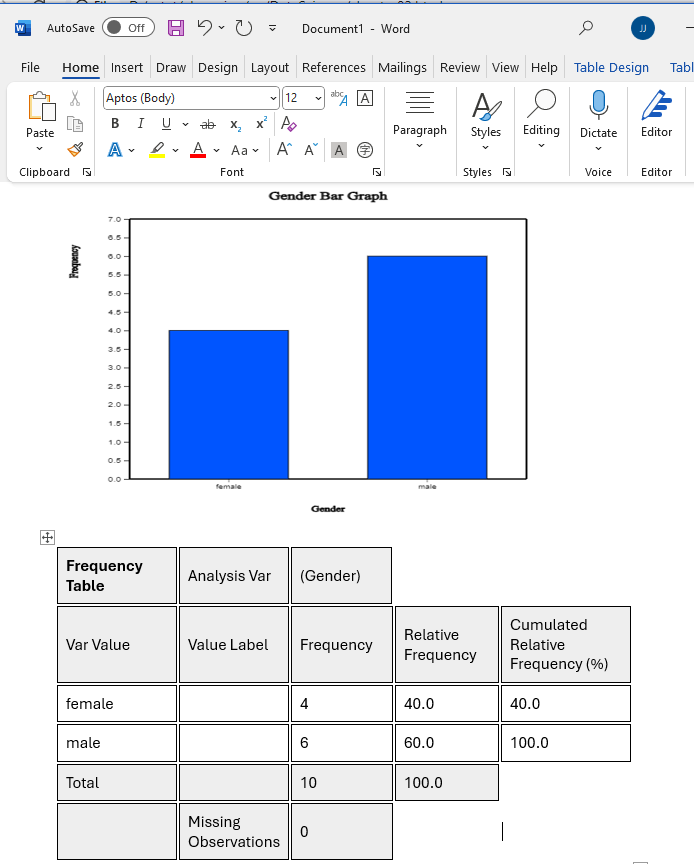 AutoSave Off Document1 - Word JJ
File Home Insert Draw Design Layout References Mailings Review View Help Table Design
Aptos (Body) 12 abc A A
Paste B I U ab x₂ x² A Paragraph Styles Editing Dictate Editor
A A Aa A A A 字
Clipboard Font Styles Voice Editor
Gender Bar Graph
Frequency
7.0
6.5
6.0
5.5
5.0
4.5
4.0
3.5
3.0
2.5
2.0
1.5
1.0
0.5
0.0
female male
Gender
Frequency Table Analysis Var (Gender)
Var Value Value Label Frequency Relative Frequency Cumulated Relative Frequency (%)
female 4 40.0 40.0
male 6 60.0 100.0
Total 10 100.0
Missing Observations 0